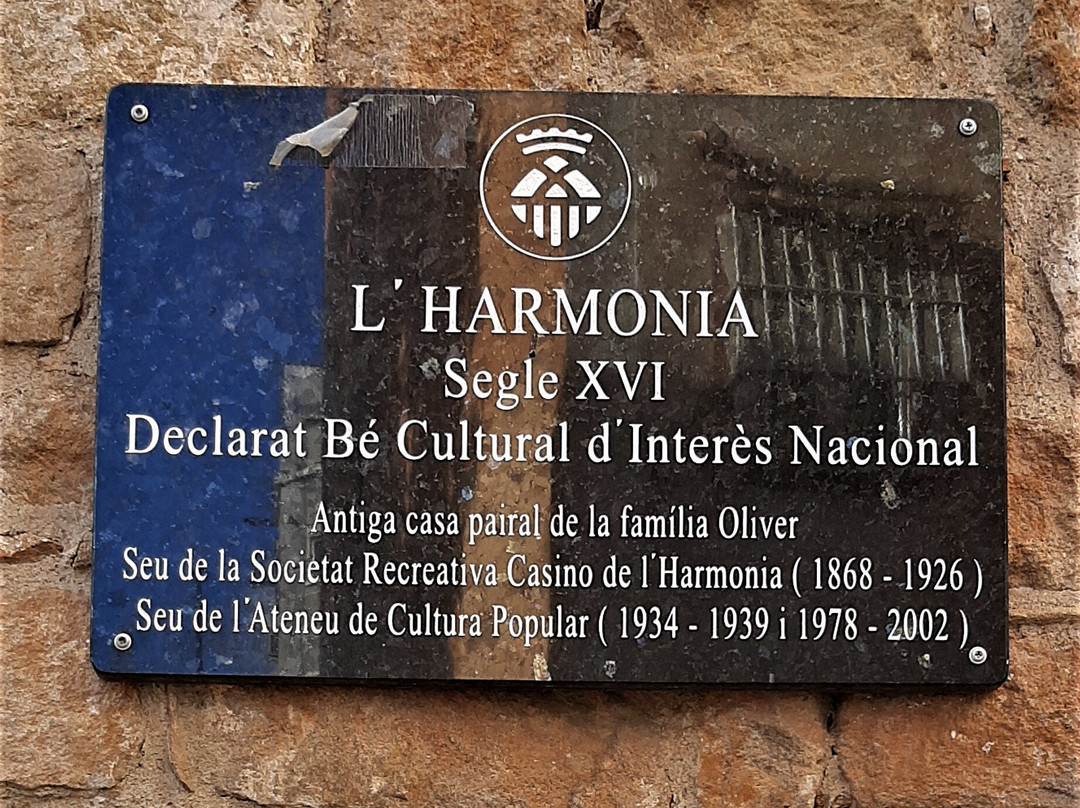 L'HARMONIA
Segle XVI
Declarat Bé Cultural d'Interès Nacional
Antiga casa pairal de la família Oliver
Seu de la Societat Recreativa Casino de l'Harmonia ( 1868 - 1926 )
Seu de l'Ateneu de Cultura Popular ( 1934 - 1939 i 1978 - 2002 )